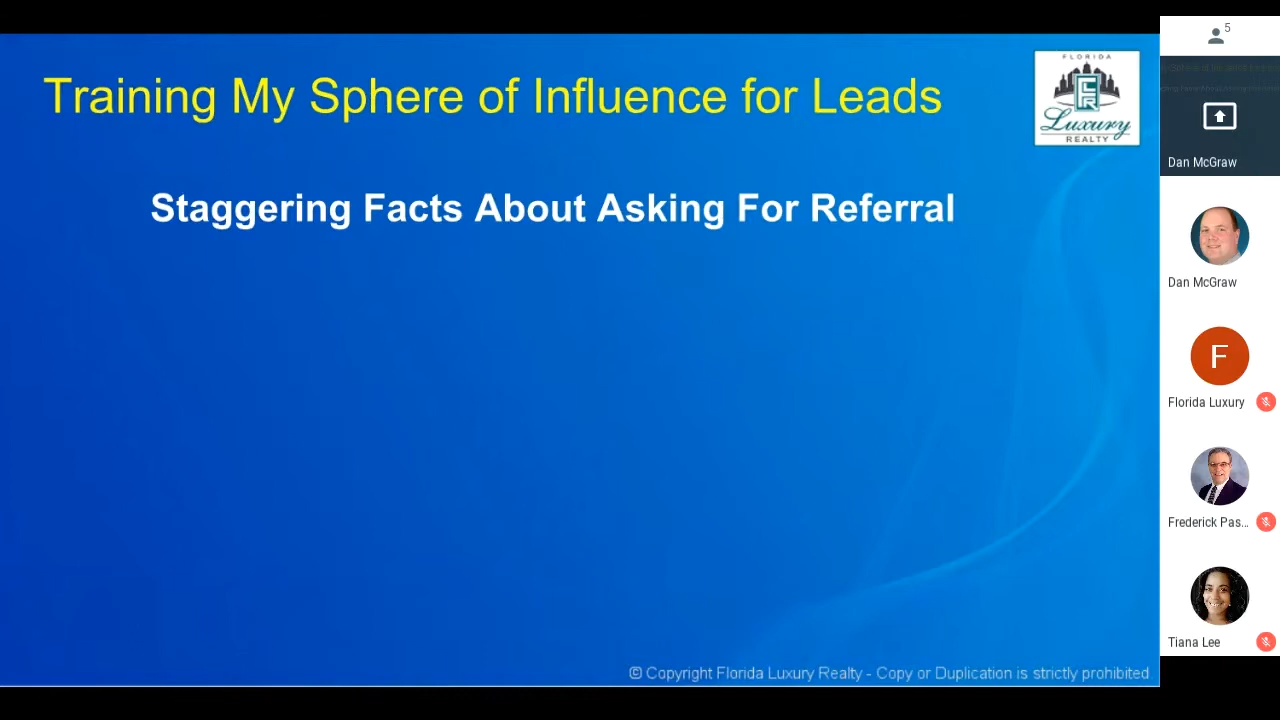 Training My Sphere of Influence for Leads
FLORIDA
FLR
Luxury
REALTY
Staggering Facts About Asking For Referral
© Copyright Florida Luxury Realty - Copy or Duplication is strictly prohibited
5
Dan McGraw
Dan McGraw
F
Florida Luxury
Frederick Pas...
Tiana Lee